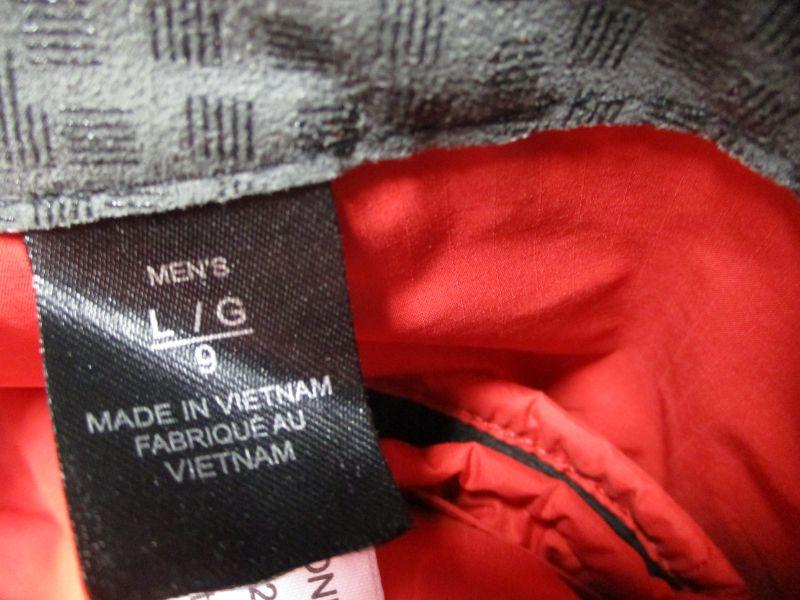 MEN'S
L / G
9
MADE IN VIETNAM
FABRIQUÉ AU
VIETNAM